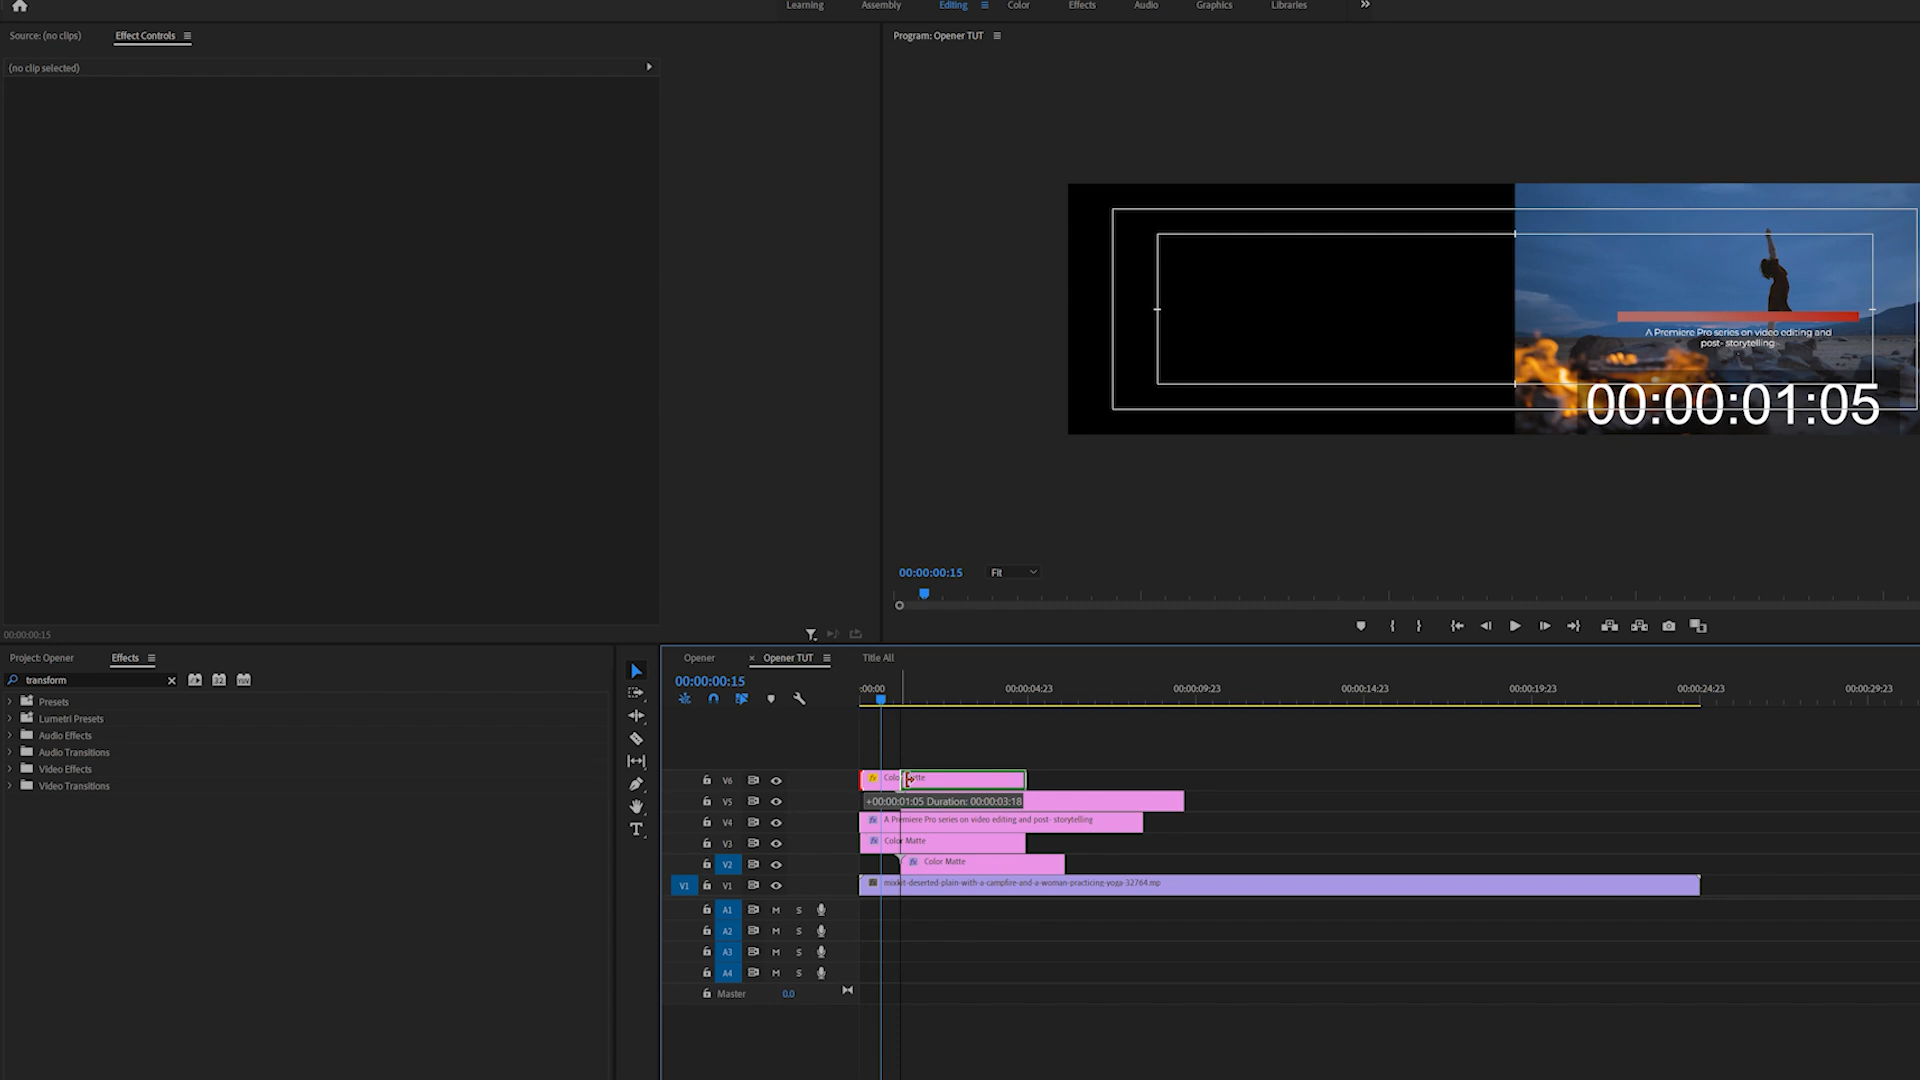 Learning Assembly Editing Color Effects Audio Graphics Libraries
Source: (no clips) Effect Controls
Program: Opener TUT
(no clip selected)
A Premiere Pro series on video editing and
post- storytelling
00:00:01:05
00:00:00:15 Fit
00:00:00:15
Project: Opener Effects
transform
Presets
Lumetri Presets
Audio Effects
Audio Transitions
Video Effects
Video Transitions
Opener Opener TUT Title All
00:00:00:15
:00:00 00:00:04:23 00:00:09:23 00:00:14:23 00:00:19:23 00:00:24:23 00:00:29:23
V6 fx
V5 +00:00:01:05 Duration: 00:00:03:18
V4 fx A Premiere Pro series on video editing and post- storytelling
V3 fx Color Matte
V2 fx Color Matte
V1 V1 fx mixkit-deserted-plain-with-a-campfire-and-a-woman-practicing-yoga-32764.mp
A1 M S
A2 M S
A3 M S
A4 M S
Master 0.0